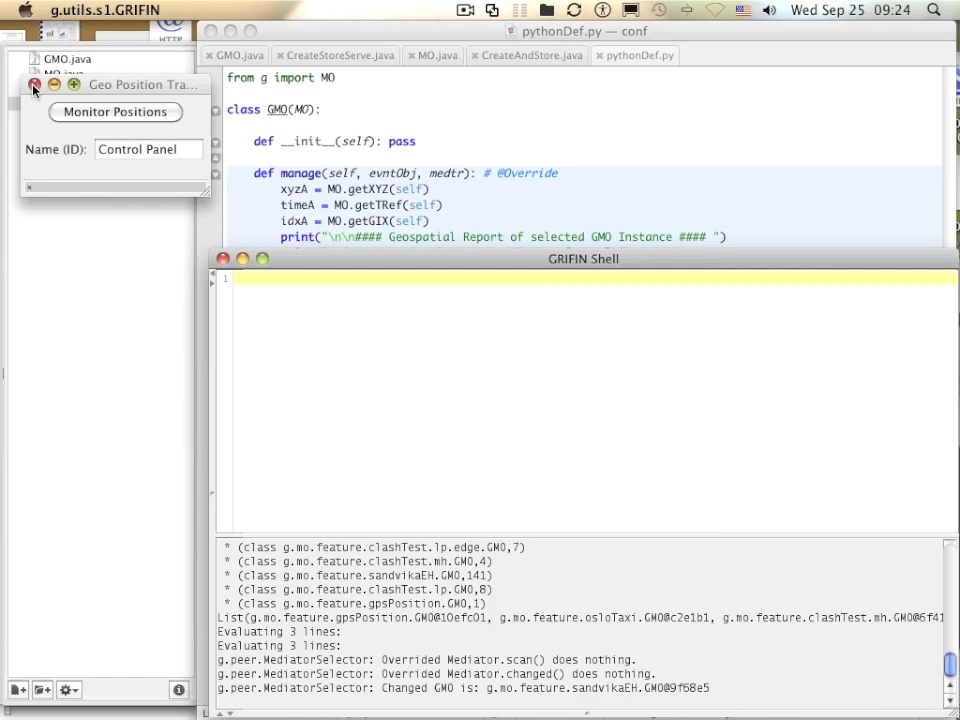 g.utils.s1.GRIFIN
Wed Sep 25 09:24
HTTP
pythonDef.py — conf
GMO.java
GMO.java CreateStoreServe.java MO.java CreateAndStore.java pythonDef.py
Geo Position Tra...
Monitor Positions
Name (ID): Control Panel
from g import MO
class GMO(MO):
def __init__(self): pass
def manage(self, evntObj, medtr): # @Override
xyzA = MO.getXYZ(self)
timeA = MO.getTRef(self)
idxA = MO.getGIX(self)
print("\n\n#### Geospatial Report of selected GMO Instance #### ")
GRIFIN Shell
1
* (class g.mo.feature.clashTest.lp.edge.GMO,7)
* (class g.mo.feature.clashTest.mh.GMO,4)
* (class g.mo.feature.sandvikaEH.GMO,141)
* (class g.mo.feature.clashTest.lp.GMO,8)
* (class g.mo.feature.gpsPosition.GMO,1)
List(g.mo.feature.gpsPosition.GMO@10efc01, g.mo.feature.osloTaxi.GMO@c2e1b1, g.mo.feature.clashTest.mh.GMO@6f41
Evaluating 3 lines:
Evaluating 3 lines:
g.peer.MediatorSelector: Overrided Mediator.scan() does nothing.
g.peer.MediatorSelector: Overrided Mediator.changed() does nothing.
g.peer.MediatorSelector: Changed GMO is: g.mo.feature.sandvikaEH.GMO@9f68e5